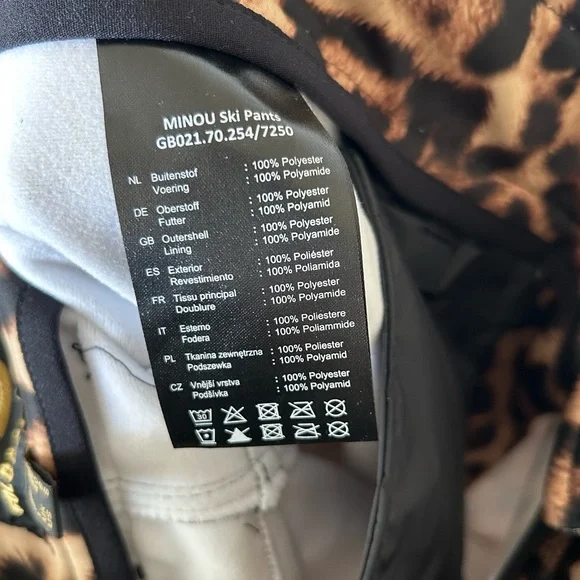 MINOU Ski Pants
GB021.70.254/7250
NL Buitenstof : 100% Polyester
Voering : 100% Polyamide
DE Oberstoff : 100% Polyester
Futter : 100% Polyamid
GB Outershell : 100% Polyester
Lining : 100% Polyamide
ES Exterior : 100% Poliéster
Revestimiento : 100% Poliamida
FR Tissu principal : 100% Polyester
Doublure : 100% Polyamide
IT Esterno : 100% Poliestere
Fodera : 100% Poliammide
PL Tkanina zewnętrzna : 100% Poliester
Podszewka : 100% Poliamid
CZ Vnější vrstva : 100% Polyester
Podšívka : 100% Polyamid
30